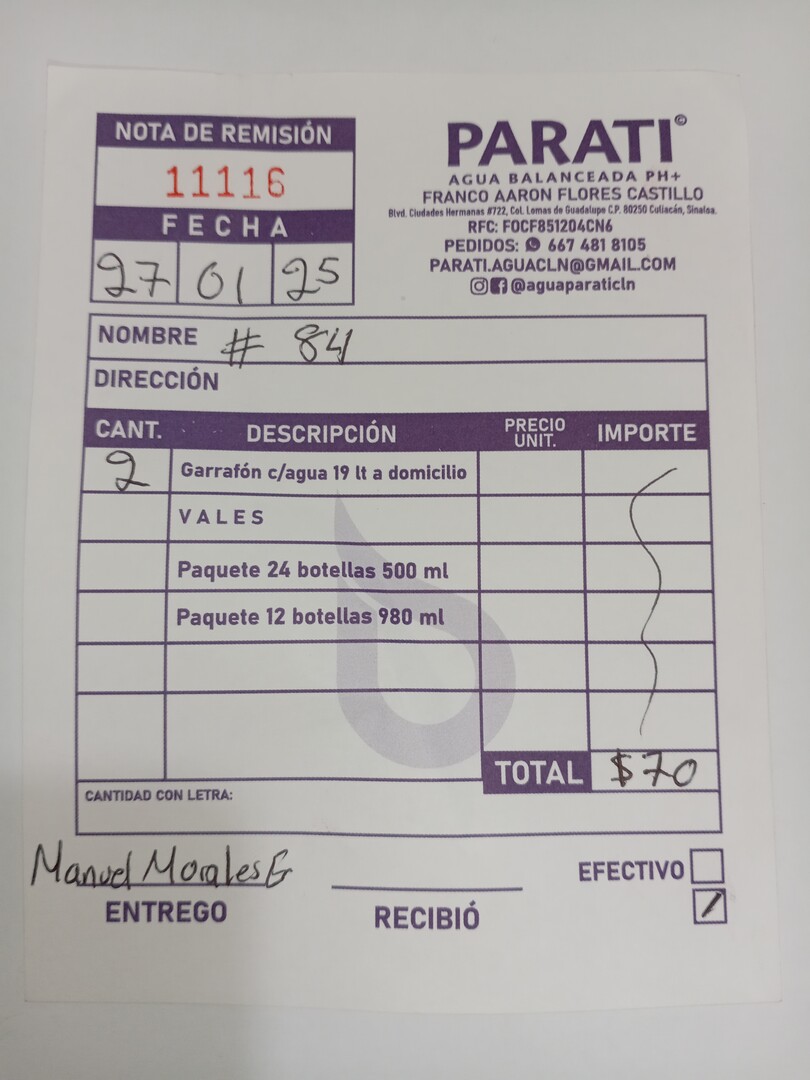 NOTA DE REMISIÓN
11116
FECHA
27 01 25
PARATI©
AGUA BALANCEADA PH+
FRANCO AARON FLORES CASTILLO
Blvd. Ciudades Hermanas #722, Col. Lomas de Guadalupe C.P. 80250 Culiacán, Sinaloa.
RFC: FOCF851204CN6
PEDIDOS: 667 481 8105
PARATI.AGUACLN@GMAIL.COM
@aguaparaticln
NOMBRE # 84
DIRECCIÓN
CANT. DESCRIPCIÓN PRECIO UNIT. IMPORTE
2 Garrafón c/agua 19 lt a domicilio
VALES
Paquete 24 botellas 500 ml
Paquete 12 botellas 980 ml
TOTAL $70
CANTIDAD CON LETRA:
Manuel Morales G
ENTREGO
RECIBIÓ
EFECTIVO